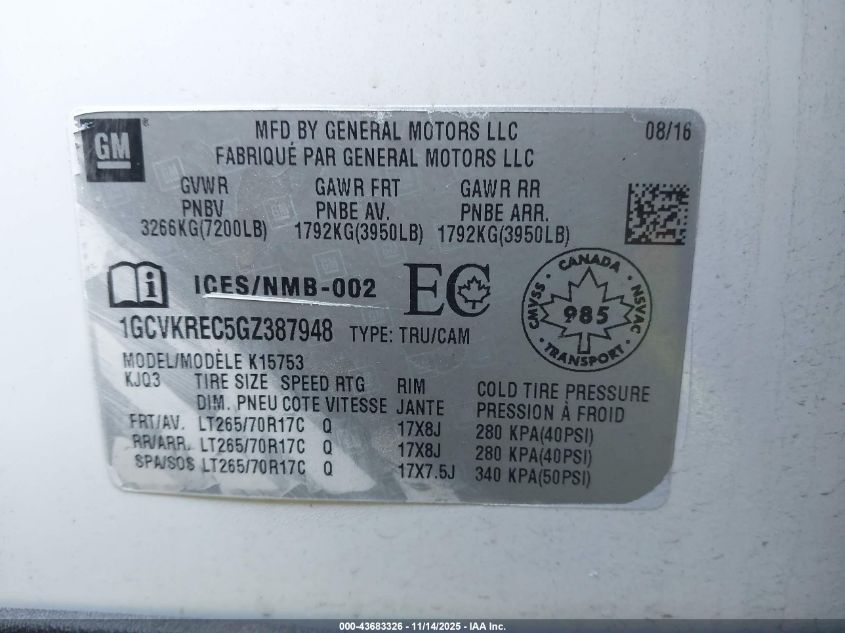 GM
MFD BY GENERAL MOTORS LLC 08/16
FABRIQUÉ PAR GENERAL MOTORS LLC
GVWR GAWR FRT GAWR RR
PNBV PNBE AV. PNBE ARR.
3266KG(7200LB) 1792KG(3950LB) 1792KG(3950LB)
ICES/NMB-002 EC
CANADA
CMVSS 985 NSVAC
TRANSPORT
1GCVKREC5GZ387948 TYPE: TRU/CAM
MODEL/MODÈLE K15753
KJQ3 TIRE SIZE SPEED RTG RIM COLD TIRE PRESSURE
DIM. PNEU COTE VITESSE JANTE PRESSION À FROID
FRT/AV. LT265/70R17C Q 17X8J 280 KPA(40PSI)
RR/ARR. LT265/70R17C Q 17X8J 280 KPA(40PSI)
SPA/SOS LT265/70R17C Q 17X7.5J 340 KPA(50PSI)
000-43683326 - 11/14/2025 - IAA Inc.